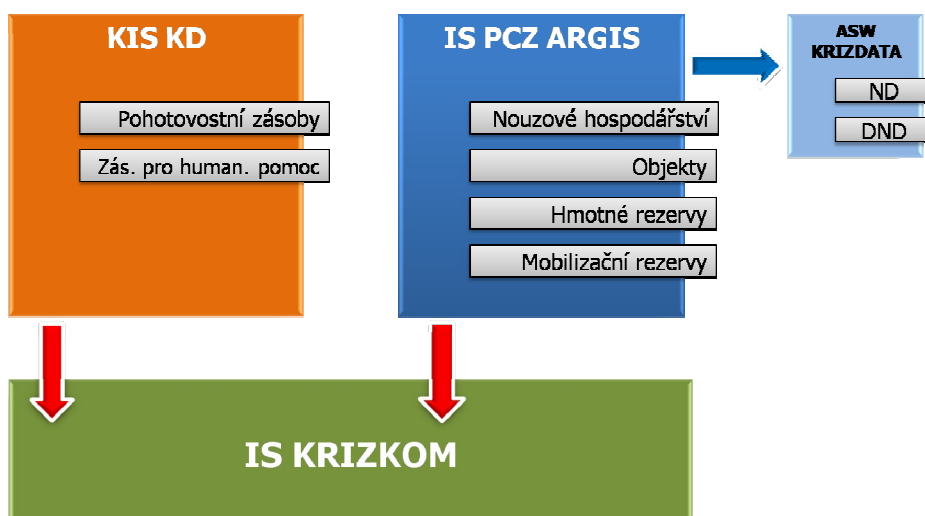 KIS KD
Pohotovostní zásoby
Zás. pro human. pomoc
IS PCZ ARGIS
Nouzové hospodářství
Objekty
Hmotné rezervy
Mobilizační rezervy
ASW
KRIZDATA
ND
DND
IS KRIZKOM